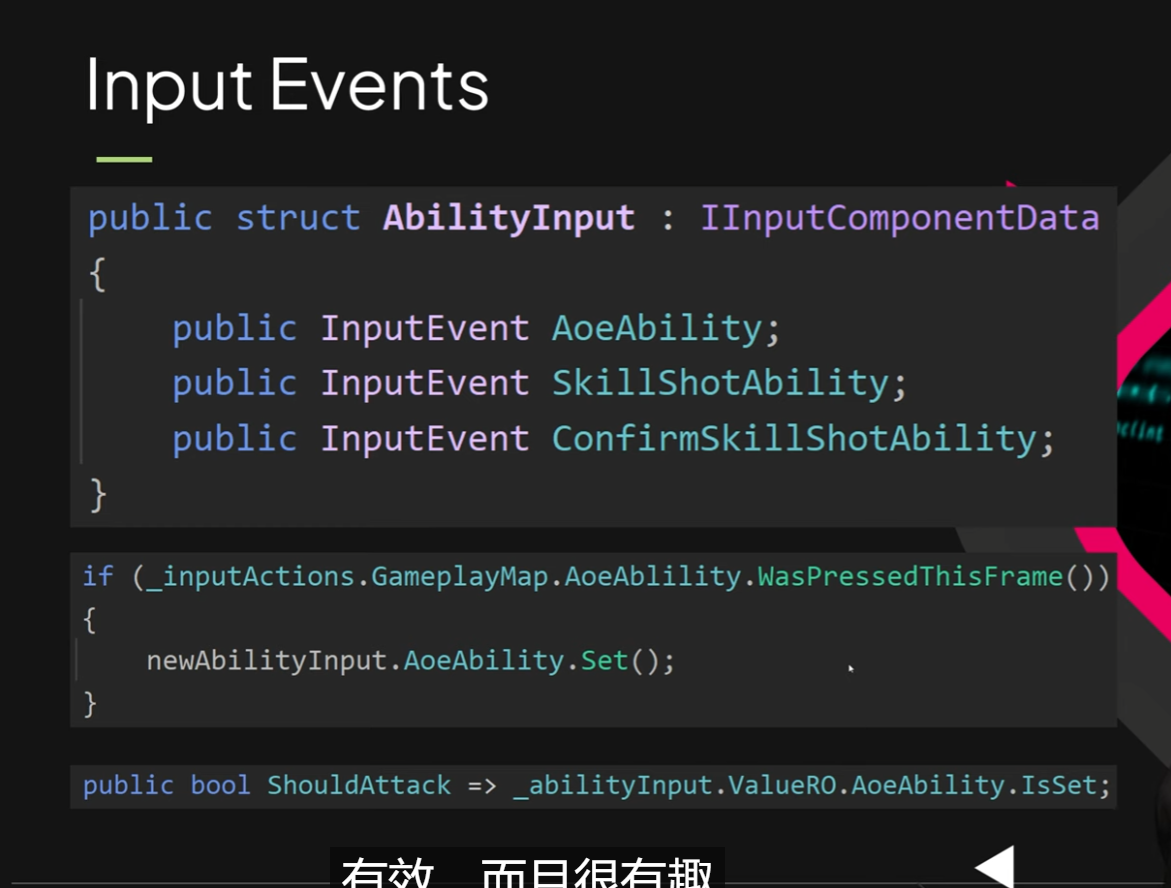 Input Events
public struct AbilityInput : IInputComponentData
{
public InputEvent AoeAbility;
public InputEvent SkillShotAbility;
public InputEvent ConfirmSkillShotAbility;
}
if (_inputActions.GameplayMap.AoeAblility.WasPressedThisFrame())
{
newAbilityInput.AoeAbility.Set();
}
public bool ShouldAttack => _abilityInput.ValueRO.AoeAbility.IsSet;
有效 而且很有趣